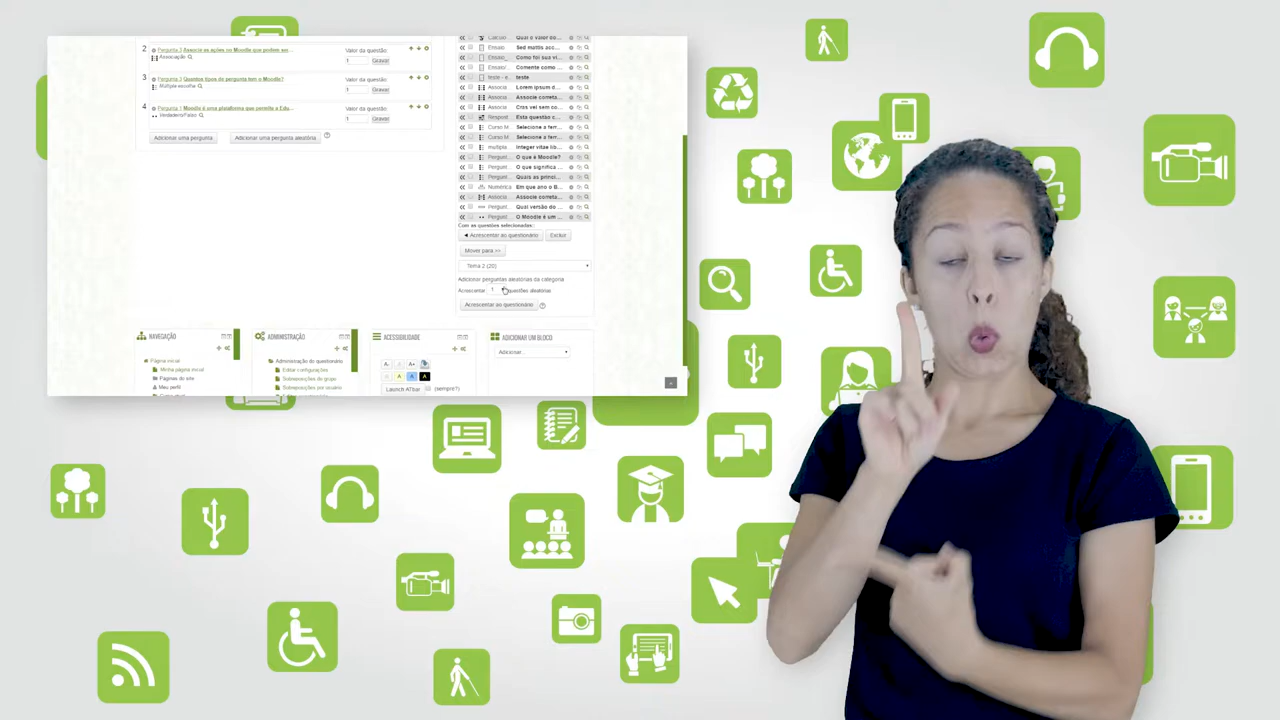 2 Pergunta 2 Associe as ações no Moodle que podem ser...
Associação
Valor da questão:
1 Gravar
3 Pergunta 3 Quantos tipos de pergunta tem o Moodle?
Múltipla escolha
Valor da questão:
1 Gravar
4 Pergunta 1 Moodle é uma plataforma que permite a Edu...
Verdadeiro/Falso
Valor da questão:
1 Gravar
Adicionar uma pergunta Adicionar uma pergunta aleatória
Cálculo Qual o valor do...
Ensaio Sed mattis acc...
Ensaio_ Como foi sua vi...
Ensaio/ Comente como ...
teste - e teste
Associa Lorem ipsum d...
Associa Associe correta...
Associa Cras vel sem co...
Respost Esta questão c...
Curso M Selecione a ferr...
Curso M Selecione a ferr...
multipla Integer vitae lib...
Pergunt O que é Moodle?
Pergunt O que significa ...
Pergunt Quais as princi...
Numérica Em que ano o B...
Associa Associe correta...
Pergunt Qual versão do ...
Pergunt O Moodle é um ...
Com as questões selecionadas:
Acrescentar ao questionário Excluir
Mover para >>
Tema 2 (20)
Adicionar perguntas aleatórias da categoria
Acrescentar 1 questões aleatórias
Acrescentar ao questionário
NAVEGAÇÃO
Página inicial
Minha página inicial
Páginas do site
Meu perfil
ADMINISTRAÇÃO
Administração do questionário
Editar configurações
Sobreposições de grupo
Sobreposições por usuário
ACESSIBILIDADE
A- A A+
A A A A
Launch ATbar (sempre?)
ADICIONAR UM BLOCO
Adicionar...